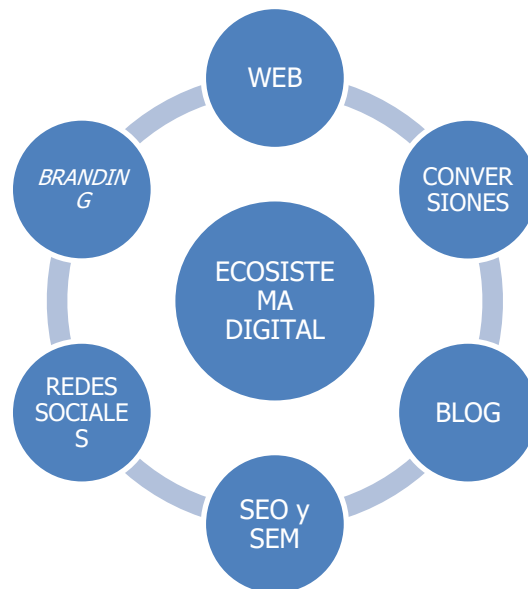 WEB
CONVER
SIONES
BLOG
SEO y
SEM
REDES
SOCIALE
S
BRANDIN
G
ECOSISTE
MA
DIGITAL